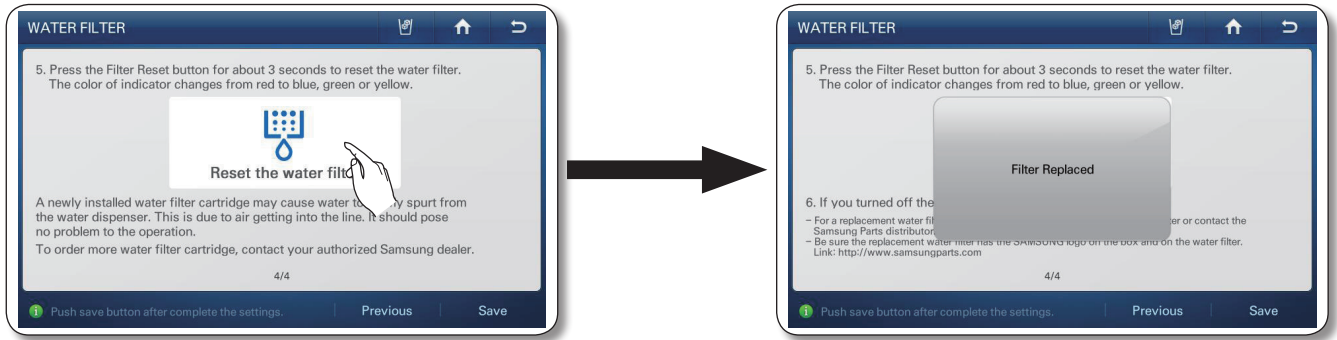 WATER FILTER
5. Press the Filter Reset button for about 3 seconds to reset the water filter.
The color of indicator changes from red to blue, green or yellow.
Reset the water filt
A newly installed water filter cartridge may cause water to spurt from
the water dispenser. This is due to air getting into the line. It should pose
no problem to the operation.
To order more water filter cartridge, contact your authorized Samsung dealer.
4/4
Push save button after complete the settings.
Previous
Save
WATER FILTER
5. Press the Filter Reset button for about 3 seconds to reset the water filter.
The color of indicator changes from red to blue, green or yellow.
Filter Replaced
6. If you turned off the
- For a replacement water fil er or contact the
Samsung Parts distributor
- Be sure the replacement water filter has the SAMSUNG logo on the box and on the water filter.
Link: http://www.samsungparts.com
4/4
Push save button after complete the settings.
Previous
Save